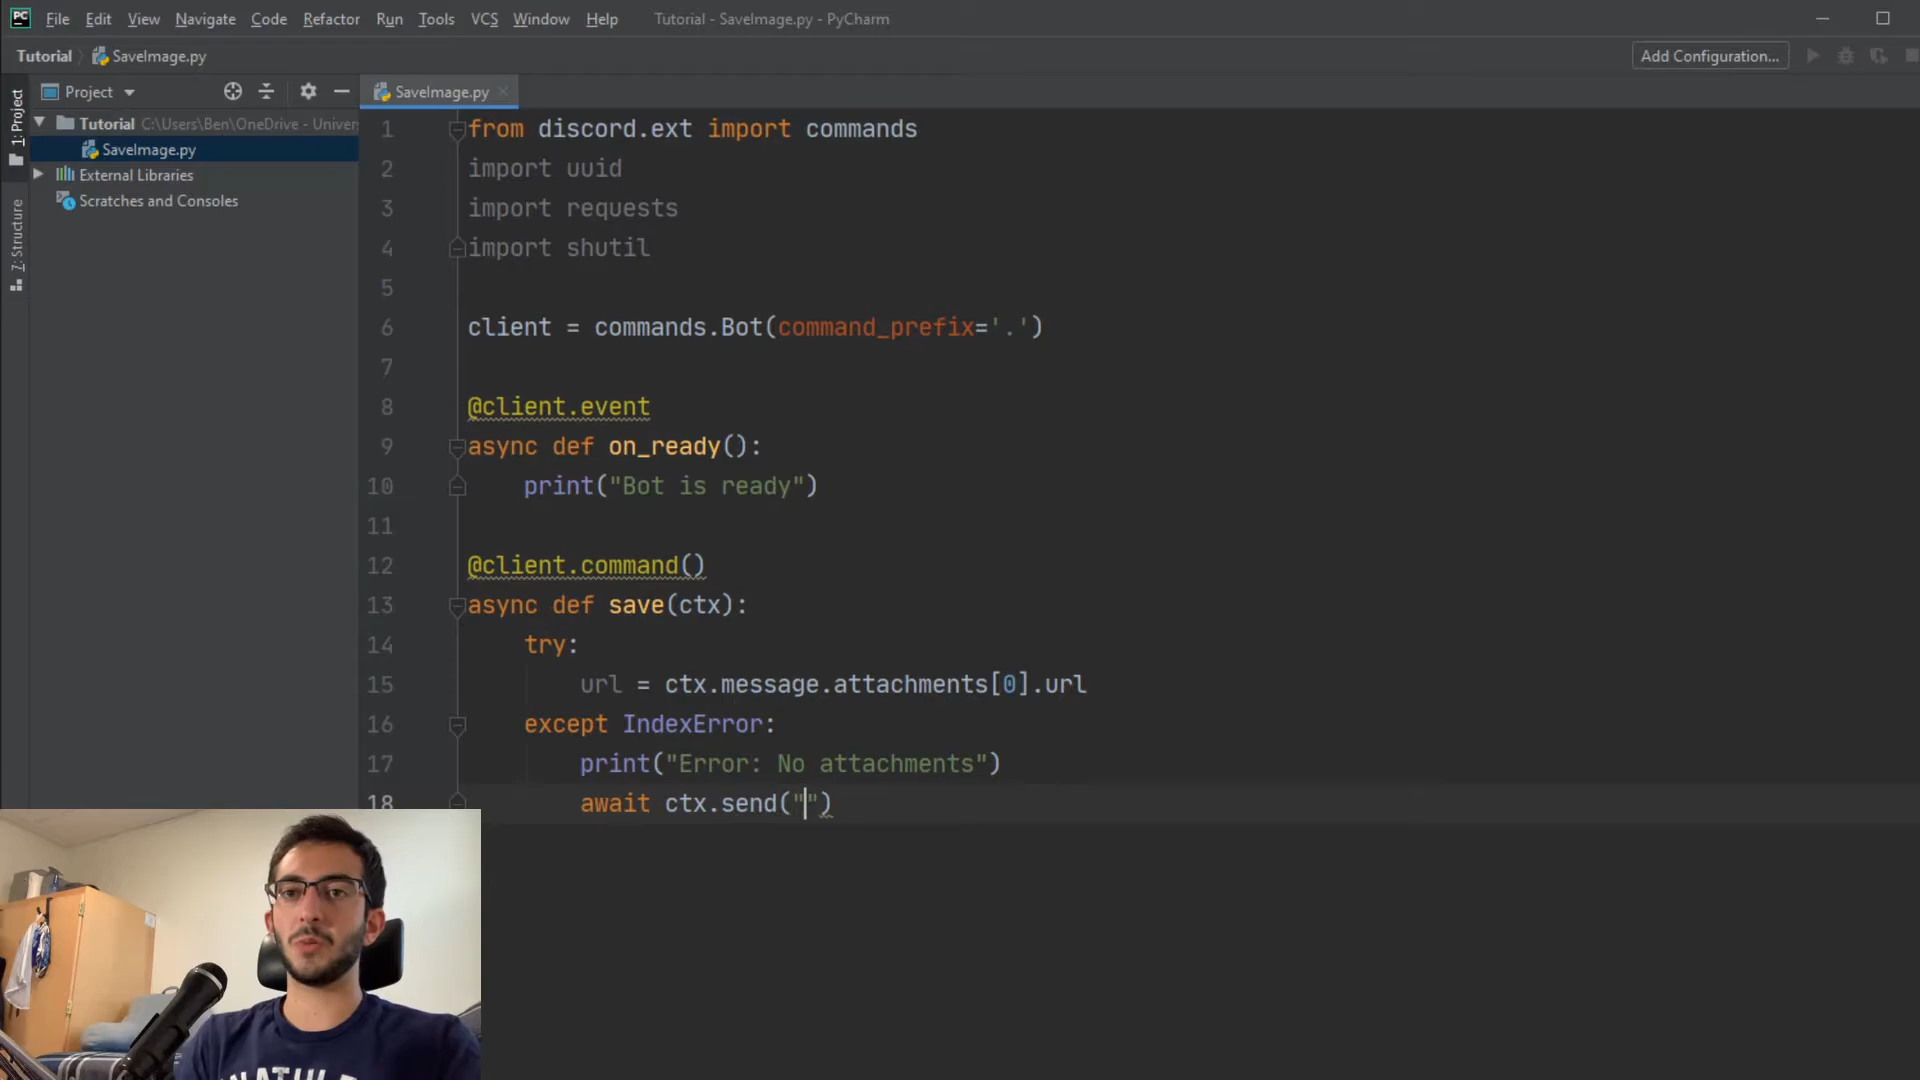 PC File Edit View Navigate Code Refactor Run Tools VCS Window Help Tutorial - SaveImage.py - PyCharm
Tutorial SaveImage.py Add Configuration...
1: Project
7: Structure
Project
Tutorial C:\Users\Ben\OneDrive - Univer
SaveImage.py
External Libraries
Scratches and Consoles
SaveImage.py
1 from discord.ext import commands
2 import uuid
3 import requests
4 import shutil
5
6 client = commands.Bot(command_prefix='.')
7
8 @client.event
9 async def on_ready():
10 print("Bot is ready")
11
12 @client.command()
13 async def save(ctx):
14 try:
15 url = ctx.message.attachments[0].url
16 except IndexError:
17 print("Error: No attachments")
18 await ctx.send("")